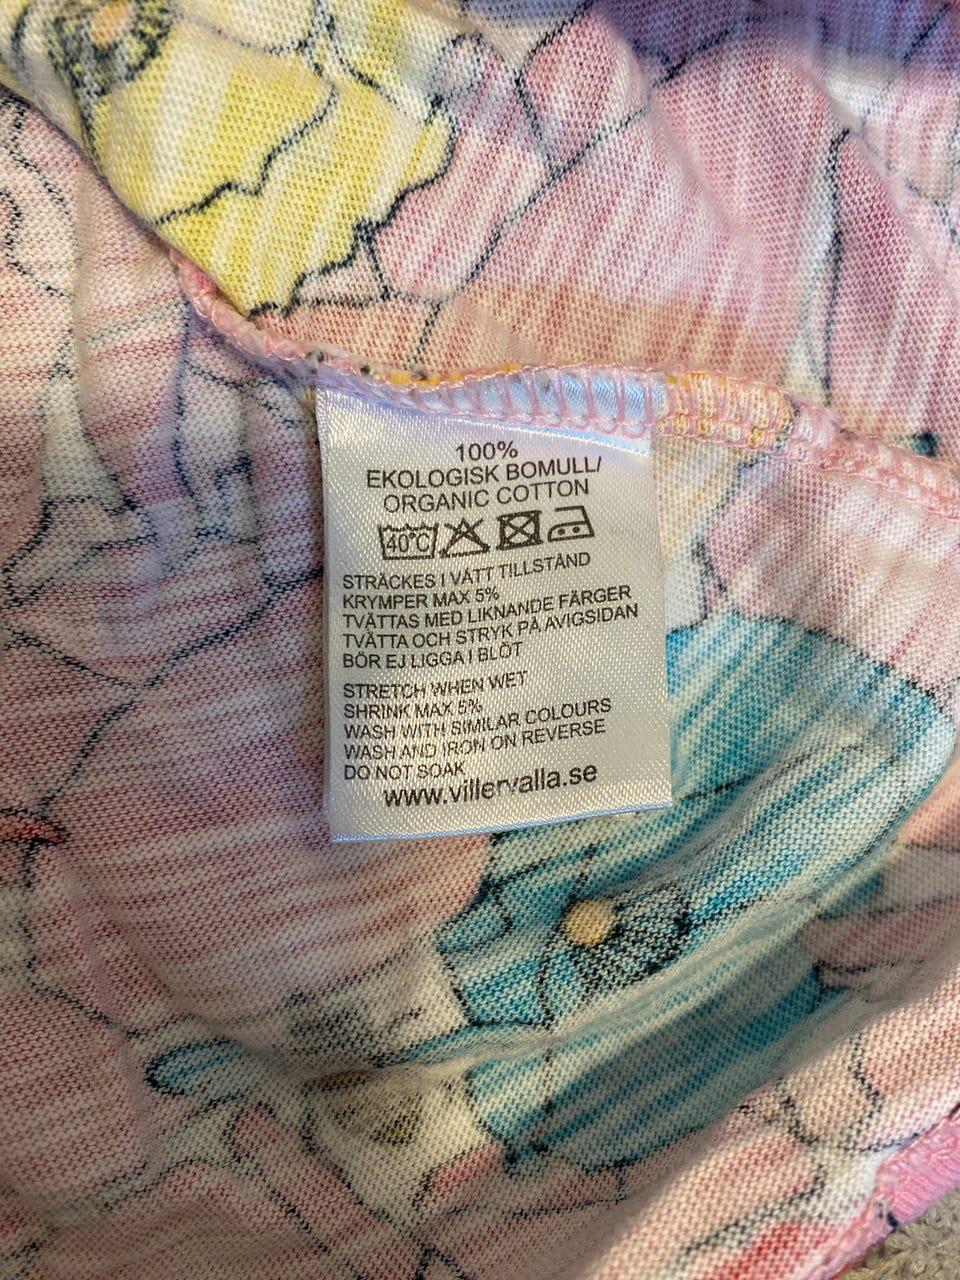 100%
EKOLOGISK BOMULL/
ORGANIC COTTON
40°C
STRÄCKES I VÅTT TILLSTÅND
KRYMPER MAX 5%
TVÄTTAS MED LIKNANDE FÄRGER
TVÄTTA OCH STRYK PÅ AVIGSIDAN
BÖR EJ LIGGA I BLÖT
STRETCH WHEN WET
SHRINK MAX 5%
WASH WITH SIMILAR COLOURS
WASH AND IRON ON REVERSE
DO NOT SOAK
www.villervalla.se